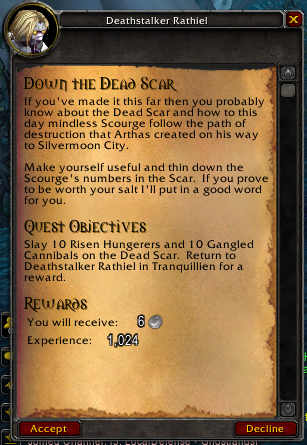 Deathstalker Rathiel
Down the Dead Scar
If you've made it this far then you probably
know about the Dead Scar and how to this
day mindless Scourge follow the path of
destruction that Arthas created on his way
to Silvermoon City.
Make yourself useful and thin down the
Scourge's numbers in the Scar. If you prove
to be worth your salt I'll put in a good word
for you.
Quest Objectives
Slay 10 Risen Hungerers and 10 Gangled
Cannibals on the Dead Scar. Return to
Deathstalker Rathiel in Tranquillien for a
reward.
Rewards
You will receive: 6
Experience: 1,024
Accept Decline